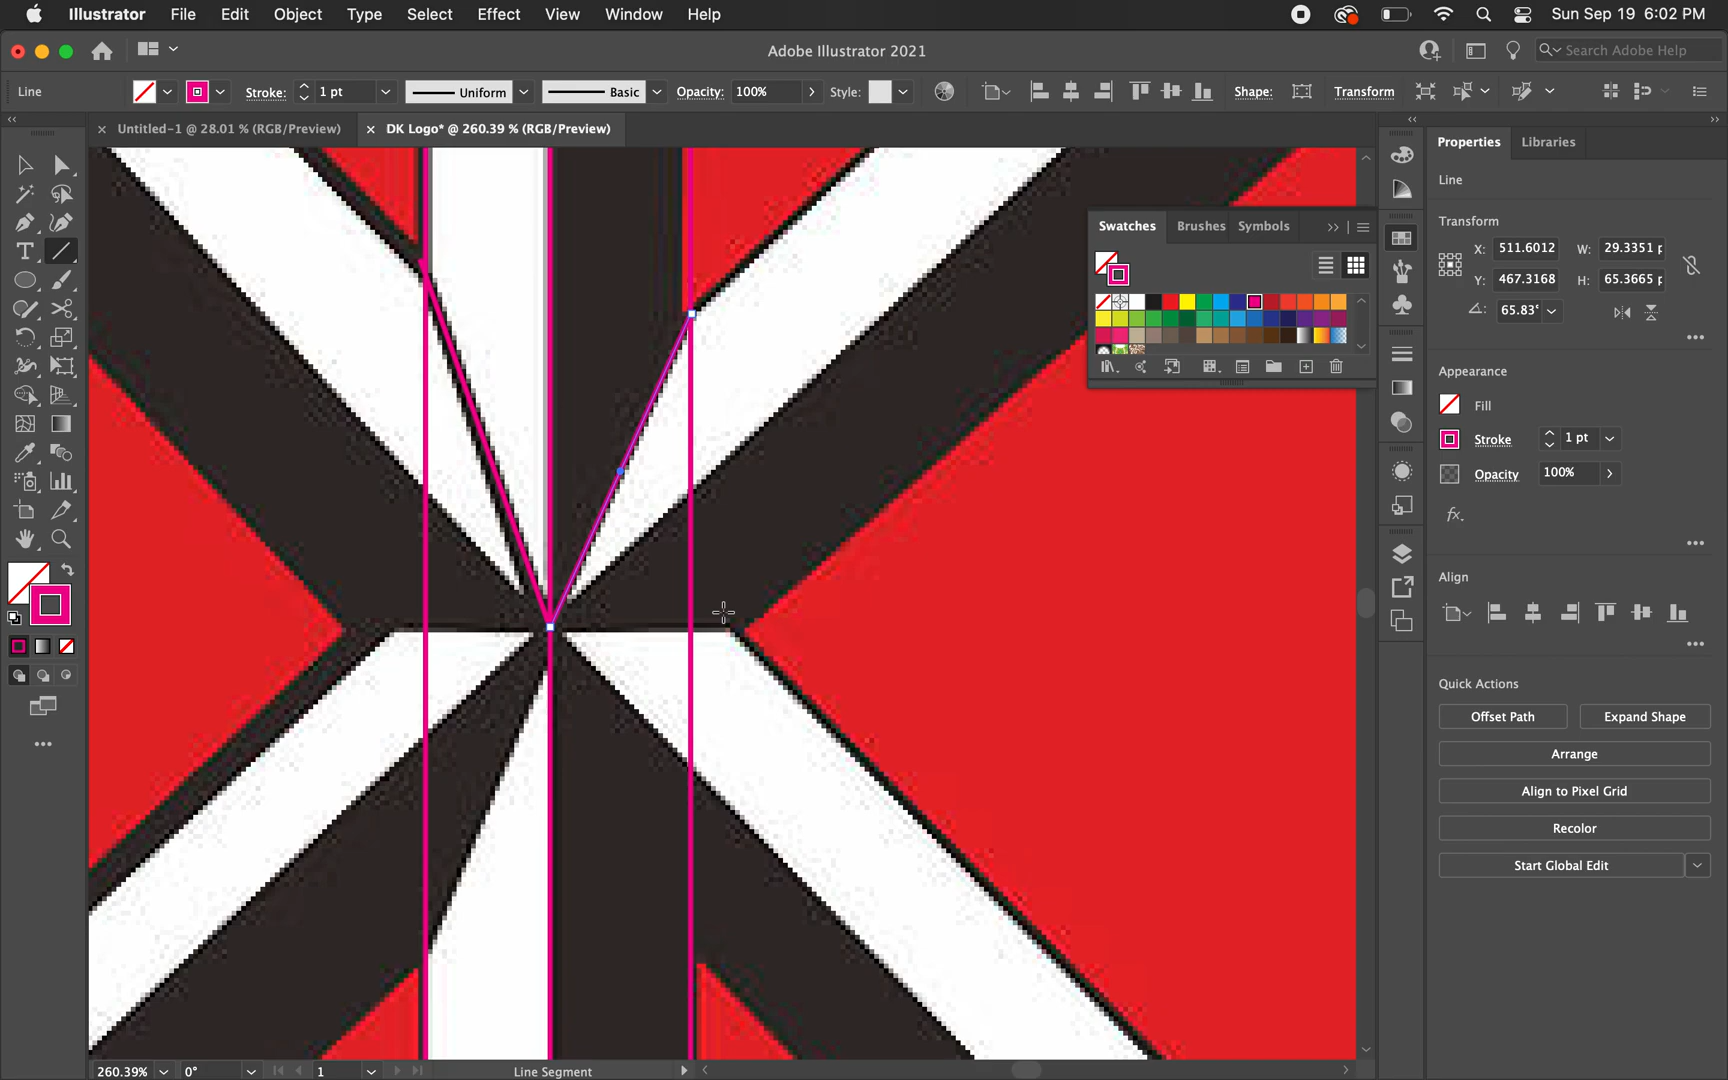 Illustrator File Edit Object Type Select Effect View Window Help Sun Sep 19 6:02 PM
Adobe Illustrator 2021 Search Adobe Help
Line Stroke: 1 pt Uniform Basic Opacity: 100% Style: Shape: Transform
Untitled-1 @ 28.01 % (RGB/Preview) DK Logo* @ 260.39 % (RGB/Preview)
Properties Libraries
Line
Transform
X: 511.6012 W: 29.3351 p
Y: 467.3168 H: 65.3665 p
65.83°
Swatches Brushes Symbols
Appearance
Fill
Stroke 1 pt
Opacity 100%
fx.
Align
Quick Actions
Offset Path Expand Shape
Arrange
Align to Pixel Grid
Recolor
Start Global Edit
260.39% 0° 1 Line Segment